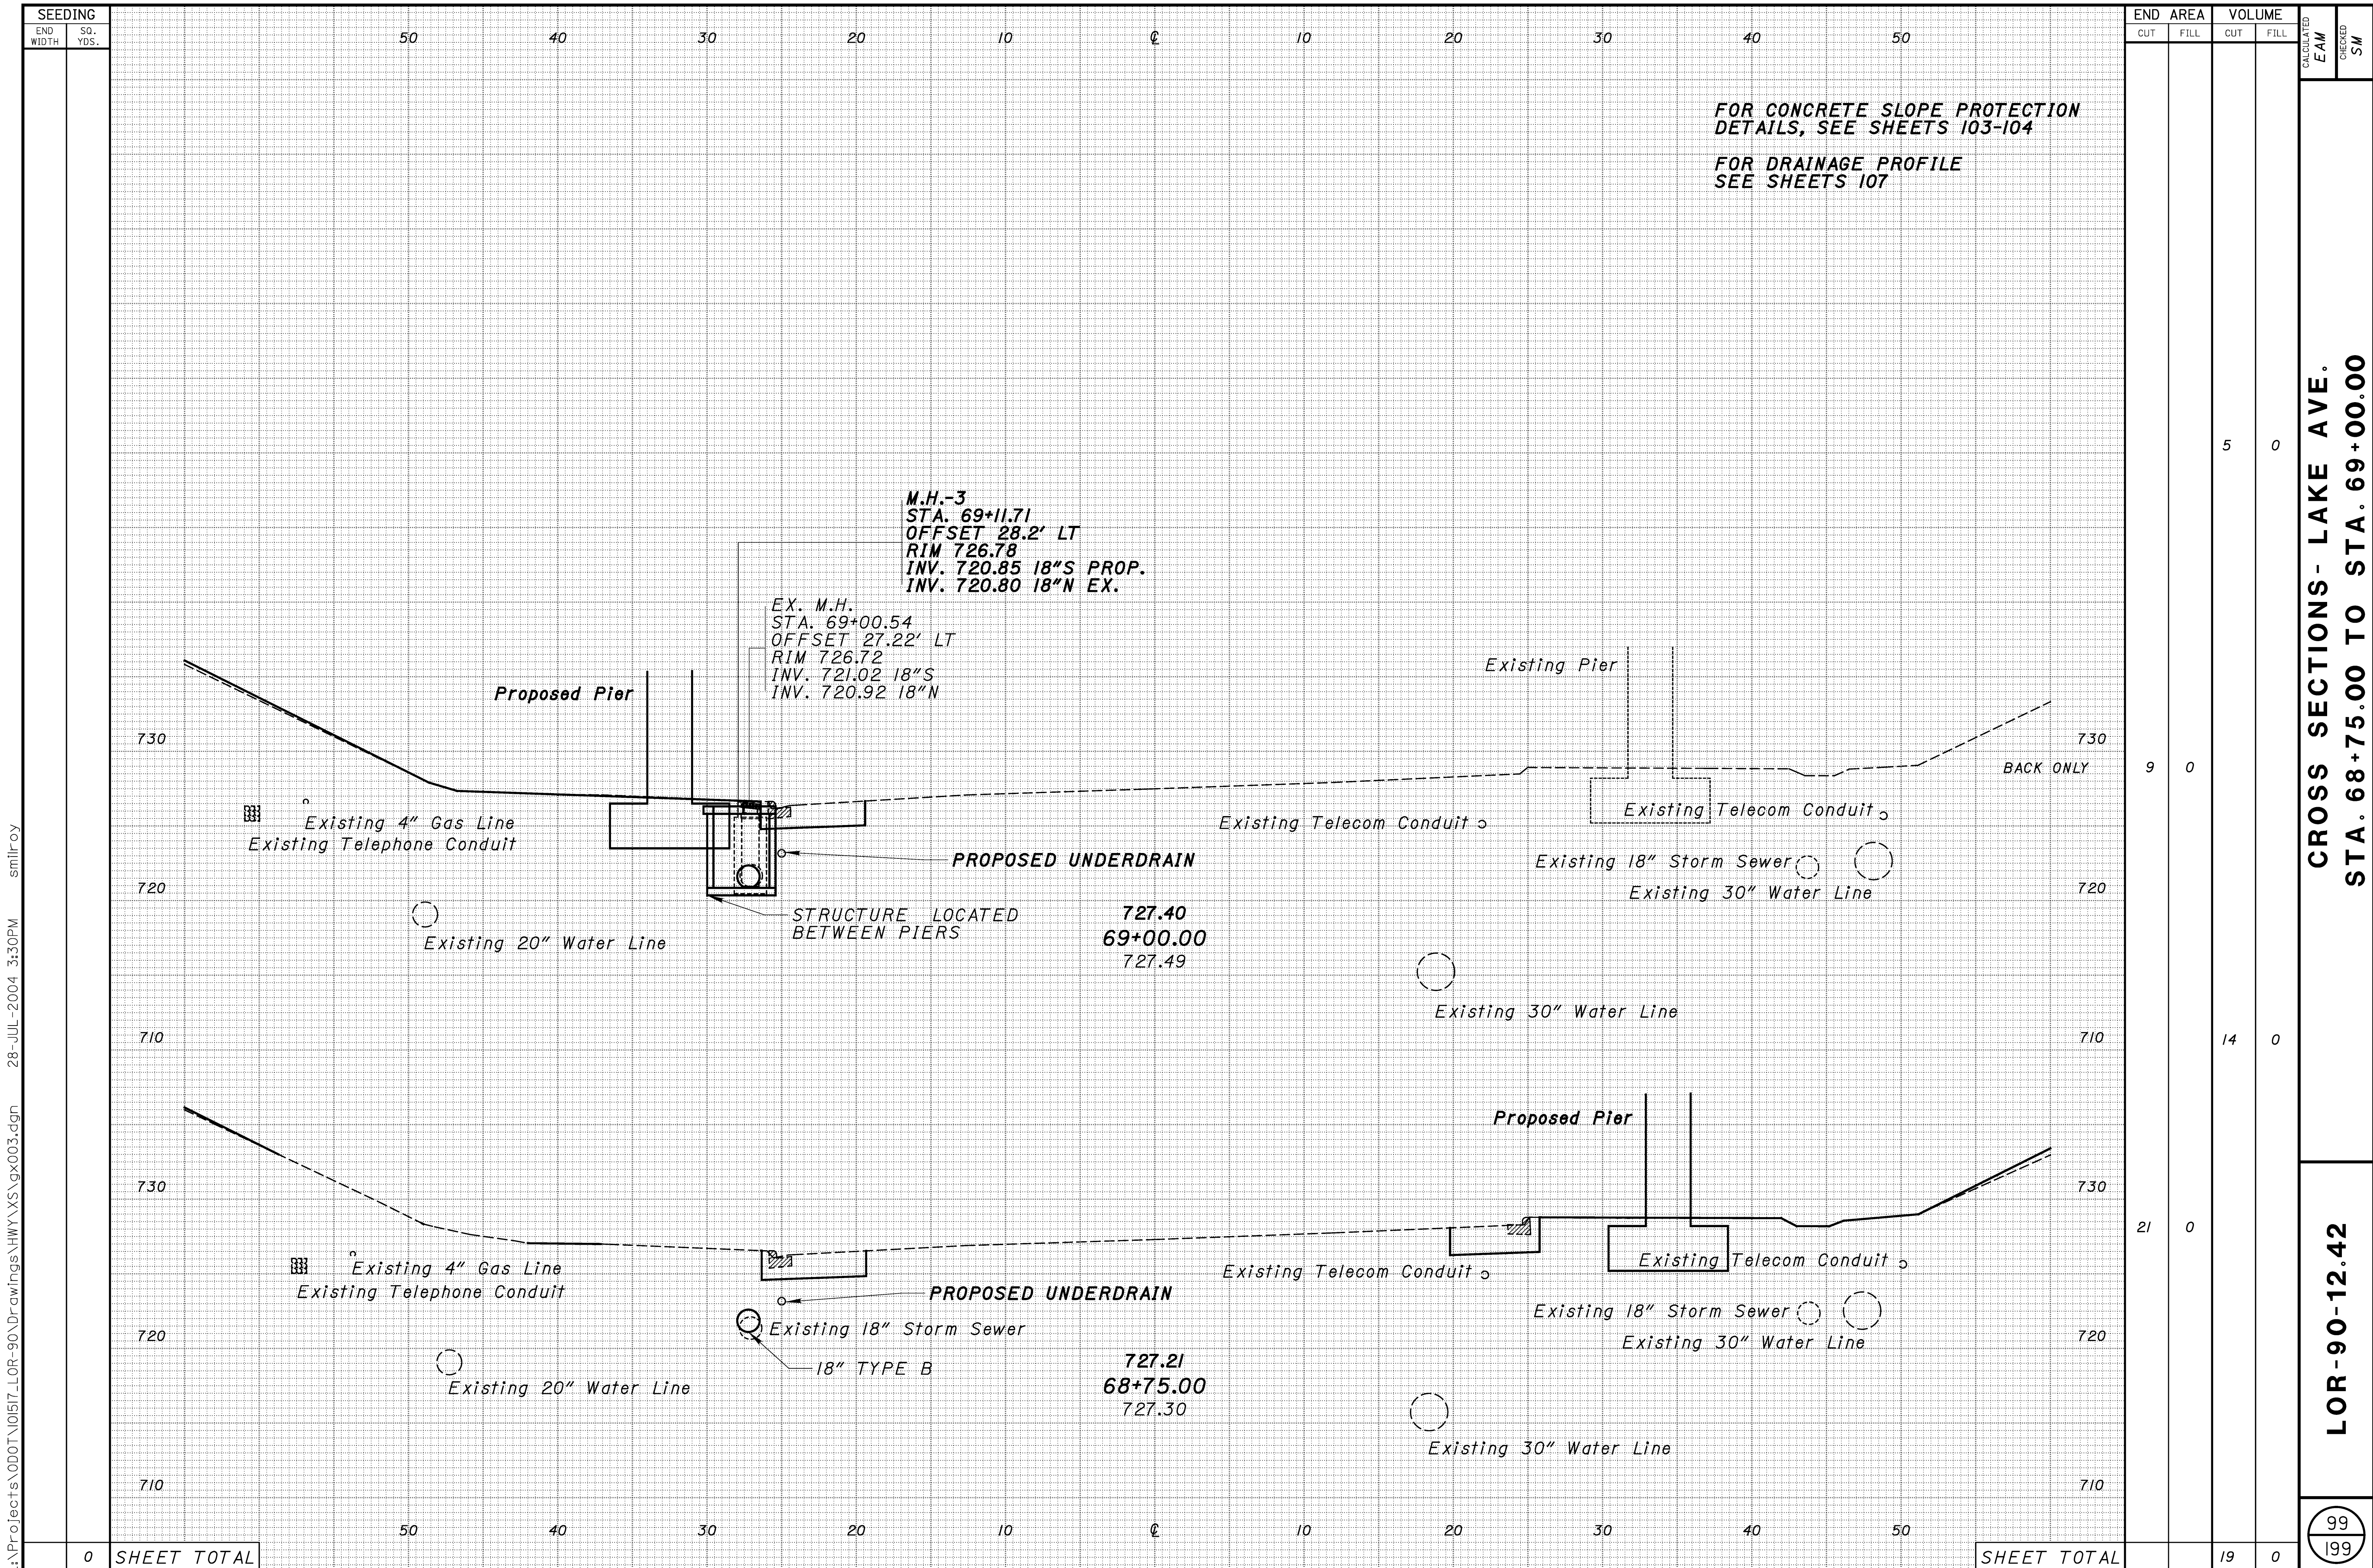 SEEDING
END WIDTH
SQ. YDS.
50 40 30 20 10 ℄ 10 20 30 40 50
END AREA VOLUME
CUT FILL CUT FILL
CALCULATED
EAM
CHECKED
SM
FOR CONCRETE SLOPE PROTECTION
DETAILS, SEE SHEETS 103-104
FOR DRAINAGE PROFILE
SEE SHEETS 107
5 0
M.H.-3
STA. 69+11.71
OFFSET 28.2' LT
RIM 726.78
INV. 720.85 18"S PROP.
INV. 720.80 18"N EX.
EX. M.H.
STA. 69+00.54
OFFSET 27.22' LT
RIM 726.72
INV. 721.02 18"S
INV. 720.92 18"N
Proposed Pier
Existing Pier
730
730
BACK ONLY
9 0
Existing 4" Gas Line
Existing Telephone Conduit
Existing Telecom Conduit
Existing Telecom Conduit
PROPOSED UNDERDRAIN
Existing 18" Storm Sewer
Existing 30" Water Line
720
720
STRUCTURE LOCATED
BETWEEN PIERS
Existing 20" Water Line
727.40
69+00.00
727.49
Existing 30" Water Line
710
710
14 0
Proposed Pier
730
730
21 0
Existing 4" Gas Line
Existing Telephone Conduit
Existing Telecom Conduit
Existing Telecom Conduit
PROPOSED UNDERDRAIN
Existing 18" Storm Sewer
Existing 18" Storm Sewer
Existing 30" Water Line
720
720
18" TYPE B
Existing 20" Water Line
727.21
68+75.00
727.30
Existing 30" Water Line
710
710
50 40 30 20 10 ℄ 10 20 30 40 50
0 SHEET TOTAL
SHEET TOTAL 19 0
CROSS SECTIONS- LAKE AVE.
STA. 68+75.00 TO STA. 69+00.00
LOR-90-12.42
99
199
:\Projects\ODOT\101517_LOR-90\Drawings\HWY\XS\gx003.dgn 28-JUL-2004 3:30PM smilroy